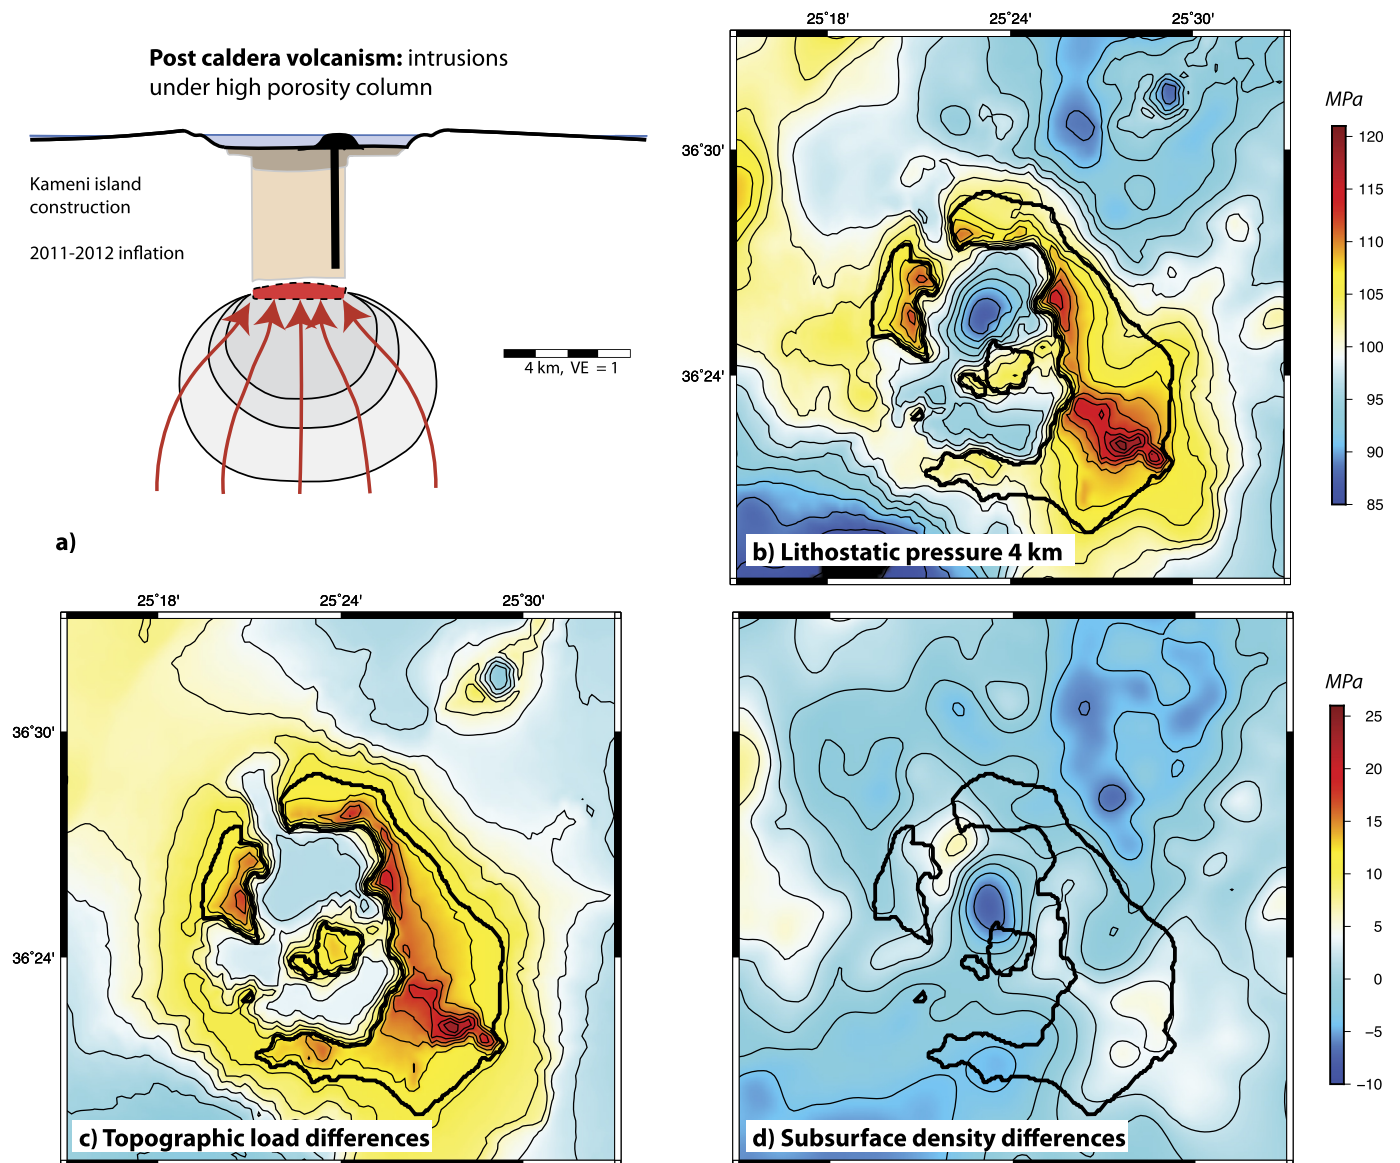 Post caldera volcanism: intrusions
under high porosity column
Kameni island
construction
2011-2012 inflation
4 km, VE = 1
a)
25˚18' 25˚24' 25˚30'
36˚30'
36˚24'
b) Lithostatic pressure 4 km
MPa
120
115
110
105
100
95
90
85
25˚18' 25˚24' 25˚30'
36˚30'
36˚24'
c) Topographic load differences
d) Subsurface density differences
MPa
25
20
15
10
5
0
−5
−10